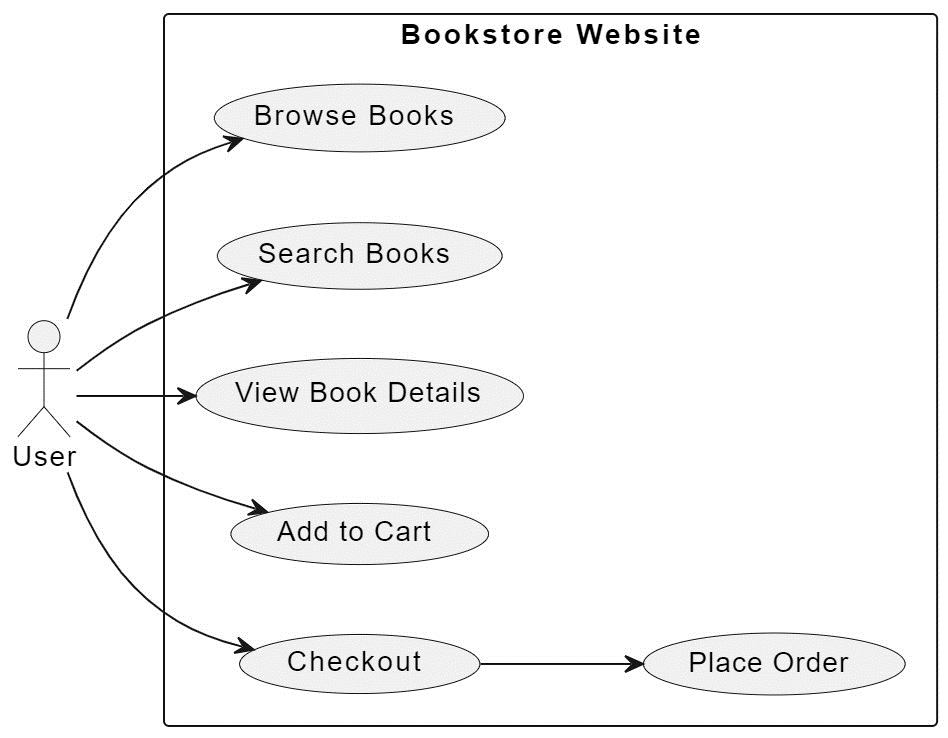 Bookstore Website
Browse Books
Search Books
View Book Details
User
Add to Cart
Checkout
Place Order